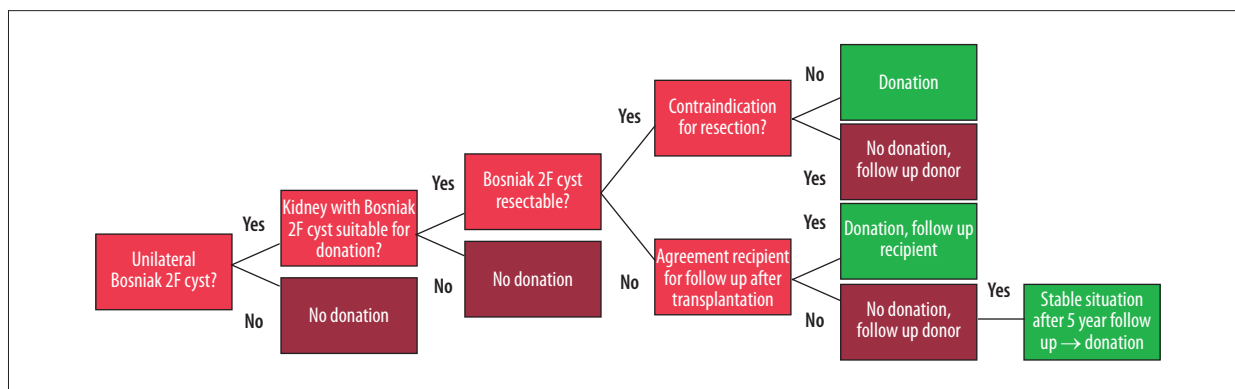 Unilateral
Bosniak 2F cyst?
Yes
No
Kidney with Bosniak
2F cyst suitable for
donation?
No donation
Yes
No
Bosniak 2F cyst
resectable?
No donation
Yes
No
Contraindication
for resection?
Agreement recipient
for follow up after
transplantation
No
Yes
Donation
No donation,
follow up donor
Yes
No
Donation, follow up
recipient
No donation,
follow up donor
Yes
Stable situation
after 5 year follow
up → donation